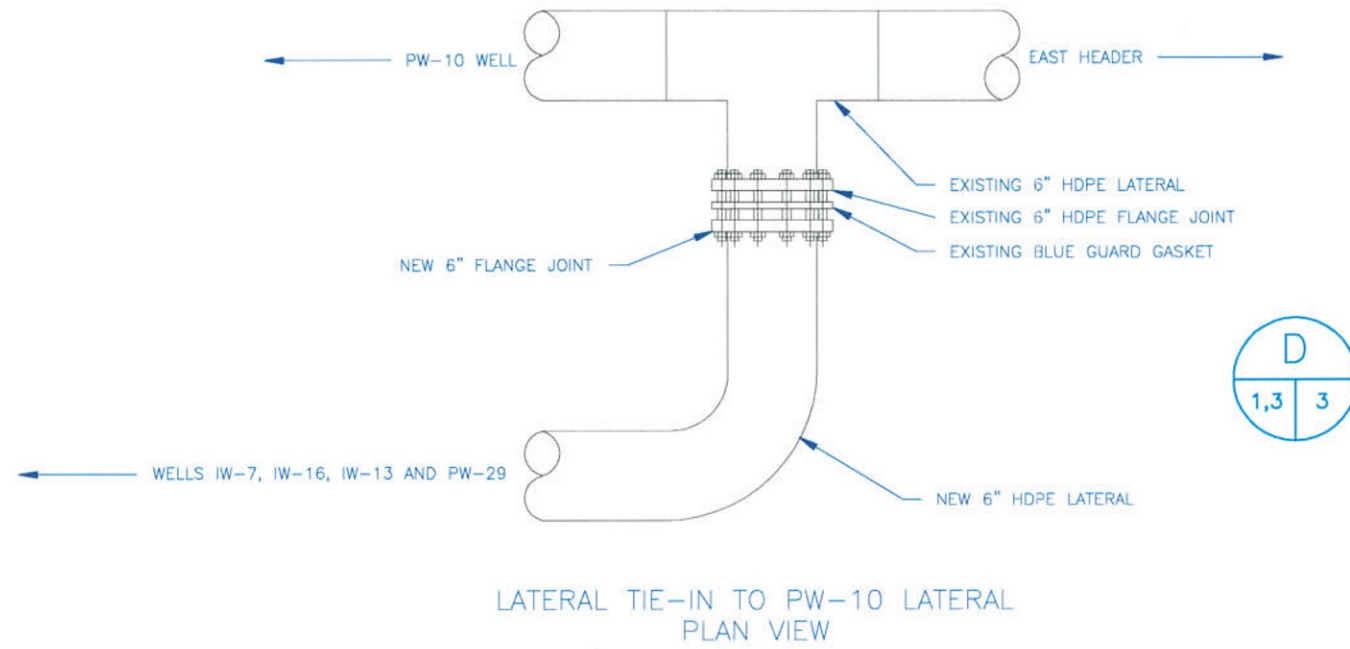 PW-10 WELL
EAST HEADER
EXISTING 6" HDPE LATERAL
EXISTING 6" HDPE FLANGE JOINT
EXISTING BLUE GUARD GASKET
NEW 6" FLANGE JOINT
D
1,3 3
WELLS IW-7, IW-16, IW-13 AND PW-29
NEW 6" HDPE LATERAL
LATERAL TIE-IN TO PW-10 LATERAL
PLAN VIEW